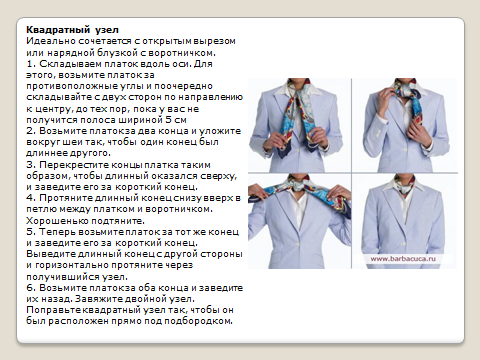 Квадратный узел
Идеально сочетается с открытым вырезом
или нарядной блузкой с воротничком.
1. Складываем платок вдоль оси. Для
этого, возьмите платок за
противоположные углы и поочередно
складывайте с двух сторон по направлению
к центру, до тех пор, пока у вас не
получится полоса шириной 5 см
2. Возьмите платок за два конца и уложите
вокруг шеи так, чтобы один конец был
длиннее другого.
3. Перекрестите концы платка таким
образом, чтобы длинный оказался сверху,
и заведите его за короткий конец.
4. Протяните длинный конец снизу вверх в
петлю между платком и воротничком.
Хорошенько подтяните.
5. Теперь возьмите платок за тот же конец
и заведите его за короткий конец.
Выведите длинный конец с другой стороны
и горизонтально протяните через
получившийся узел.
6. Возьмите платок за оба конца и заведите
их назад. Завяжите двойной узел.
Поправьте квадратный узел так, чтобы он
был расположен прямо под подбородком.
www.barbacuca.ru